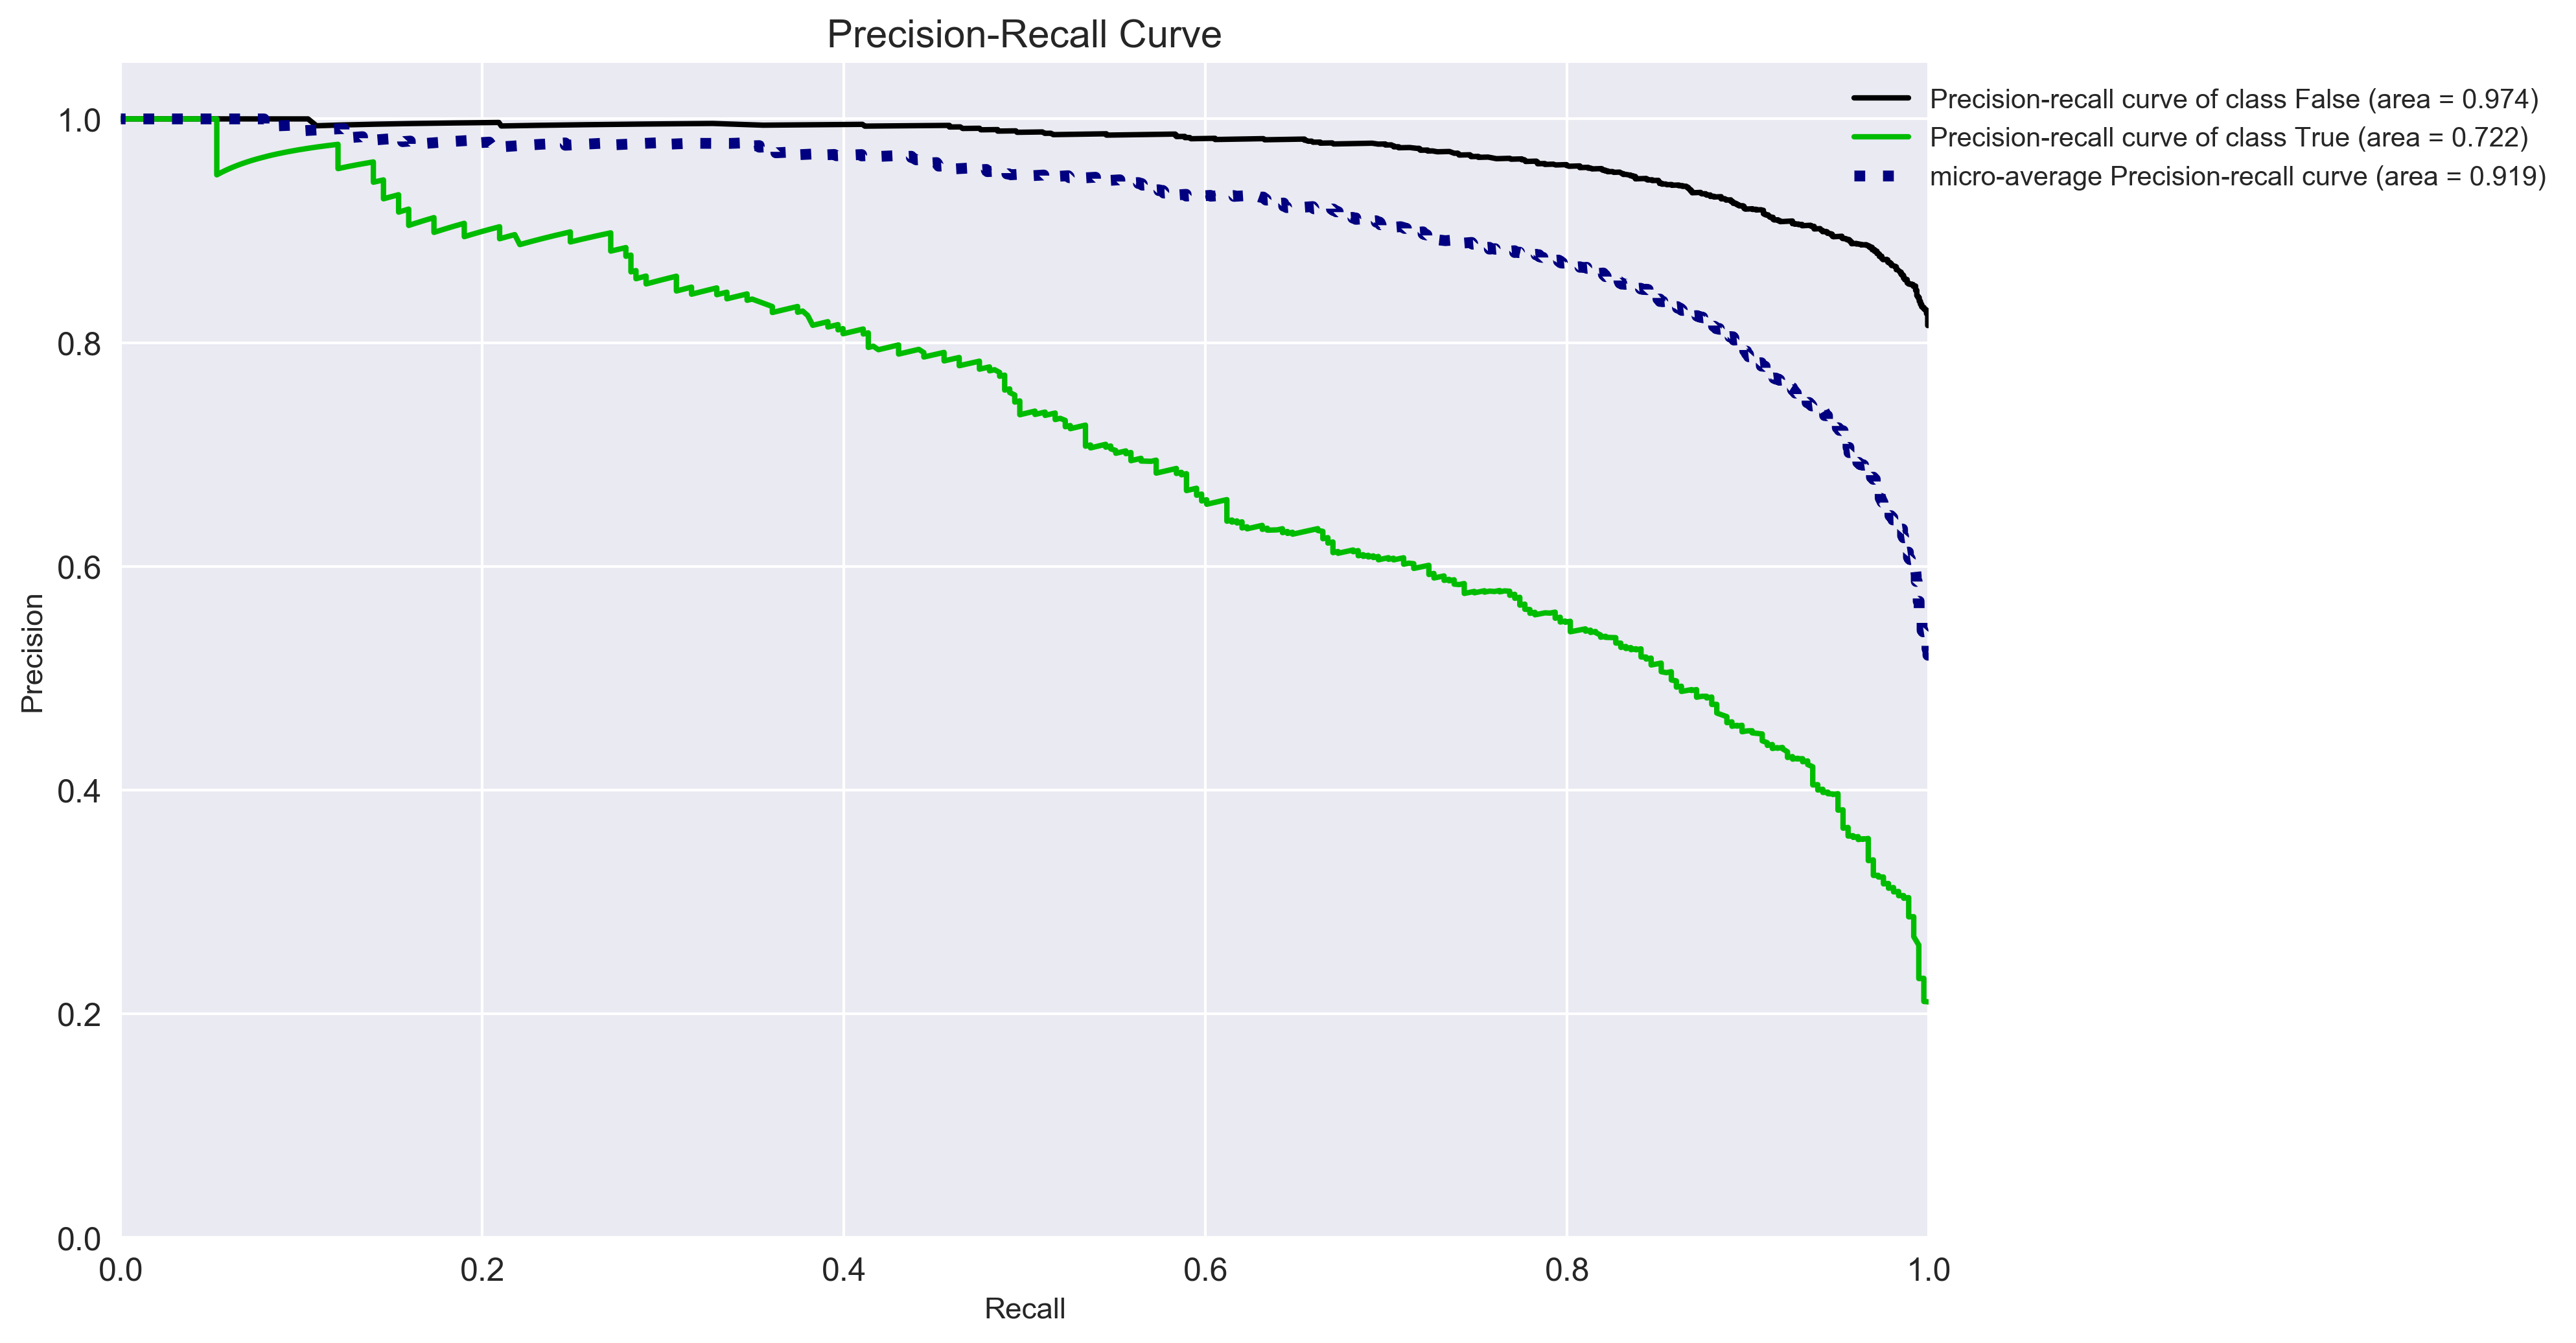 Precision-Recall Curve
Precision-recall curve of class False (area = 0.974)
Precision-recall curve of class True (area = 0.722)
micro-average Precision-recall curve (area = 0.919)
1.0
0.8
0.6
0.4
0.2
0.0
Precision
0.0 0.2 0.4 0.6 0.8 1.0
Recall